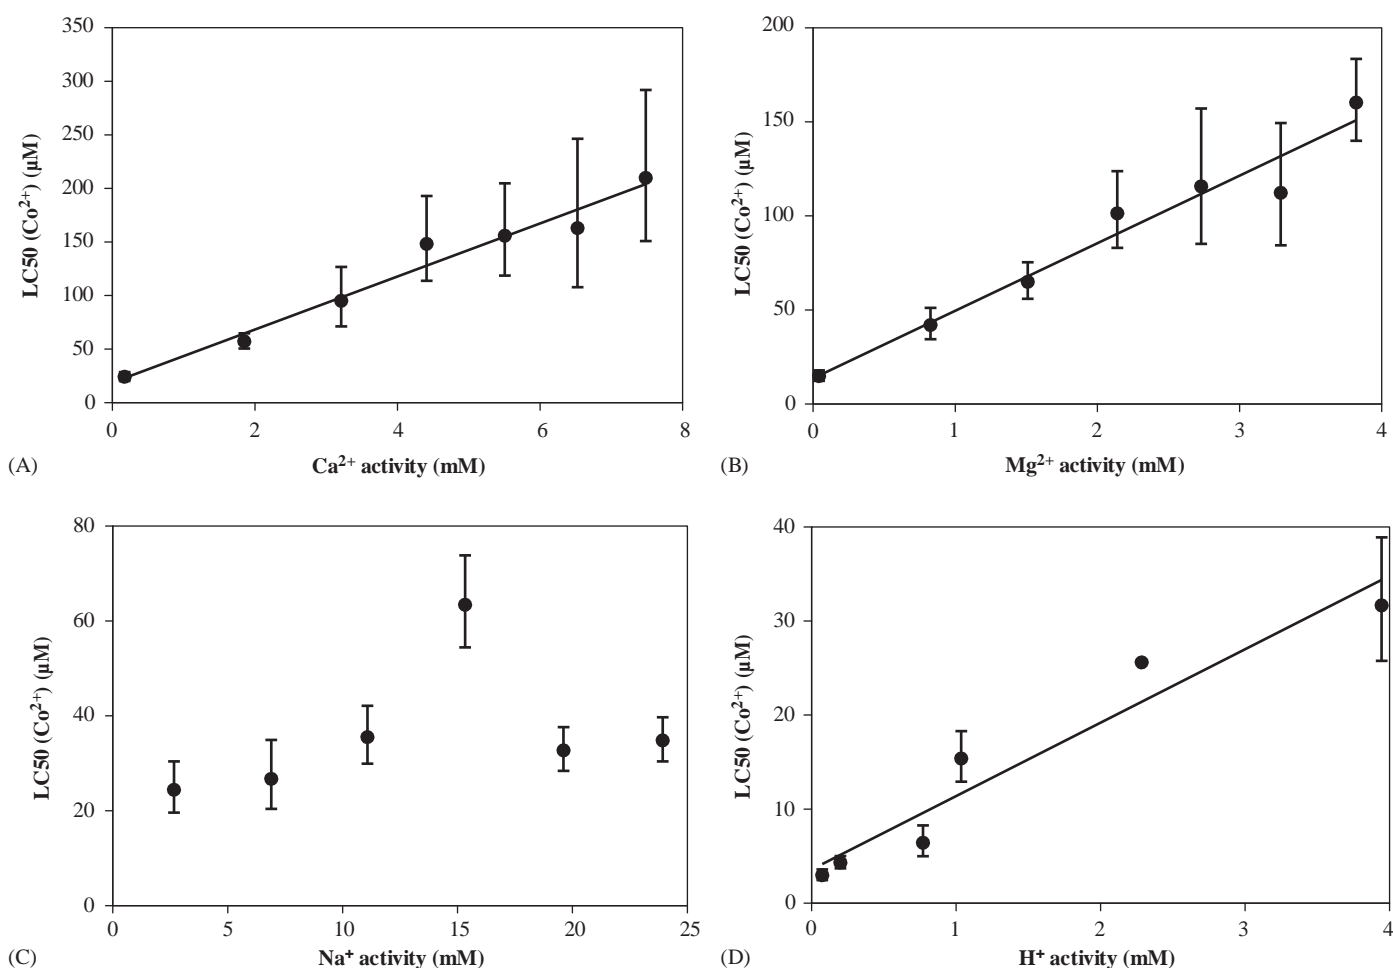 350
300
250
200
150
100
50
0
LC50 (Co²⁺) (µM)
0 2 4 6 8
(A) Ca²⁺ activity (mM)
200
150
100
50
0
LC50 (Co²⁺) (µM)
0 1 2 3 4
(B) Mg²⁺ activity (mM)
80
60
40
20
0
LC50 (Co²⁺) (µM)
0 5 10 15 20 25
(C) Na⁺ activity (mM)
40
30
20
10
0
LC50 (Co²⁺) (µM)
0 1 2 3 4
(D) H⁺ activity (mM)